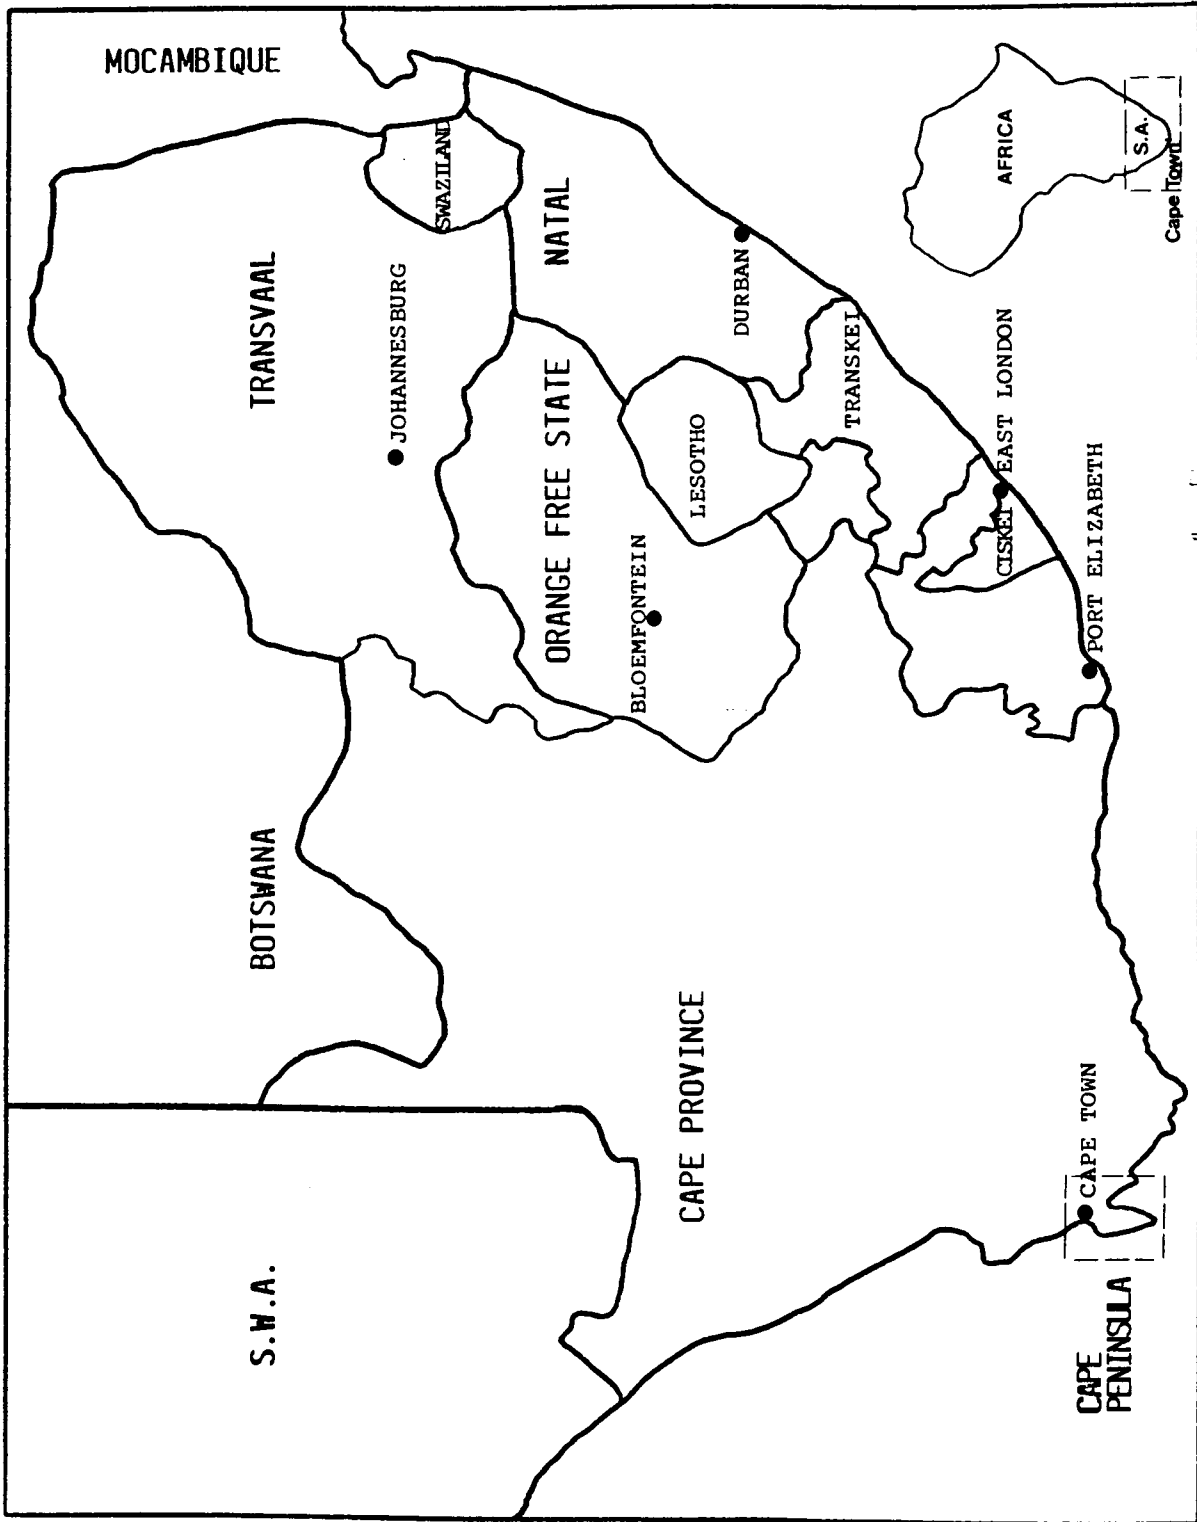 MOCAMBIQUE
TRANSVAAL
SWAZILAND
JOHANNESBURG
NATAL
BOTSWANA
ORANGE FREE STATE
DURBAN
LESOTHO
BLOEMFONTEIN
TRANSKEI
S.W.A.
CAPE PROVINCE
CISKEI
EAST LONDON
PORT ELIZABETH
CAPE TOWN
CAPE
PENINSULA
AFRICA
S.A.
Cape Town